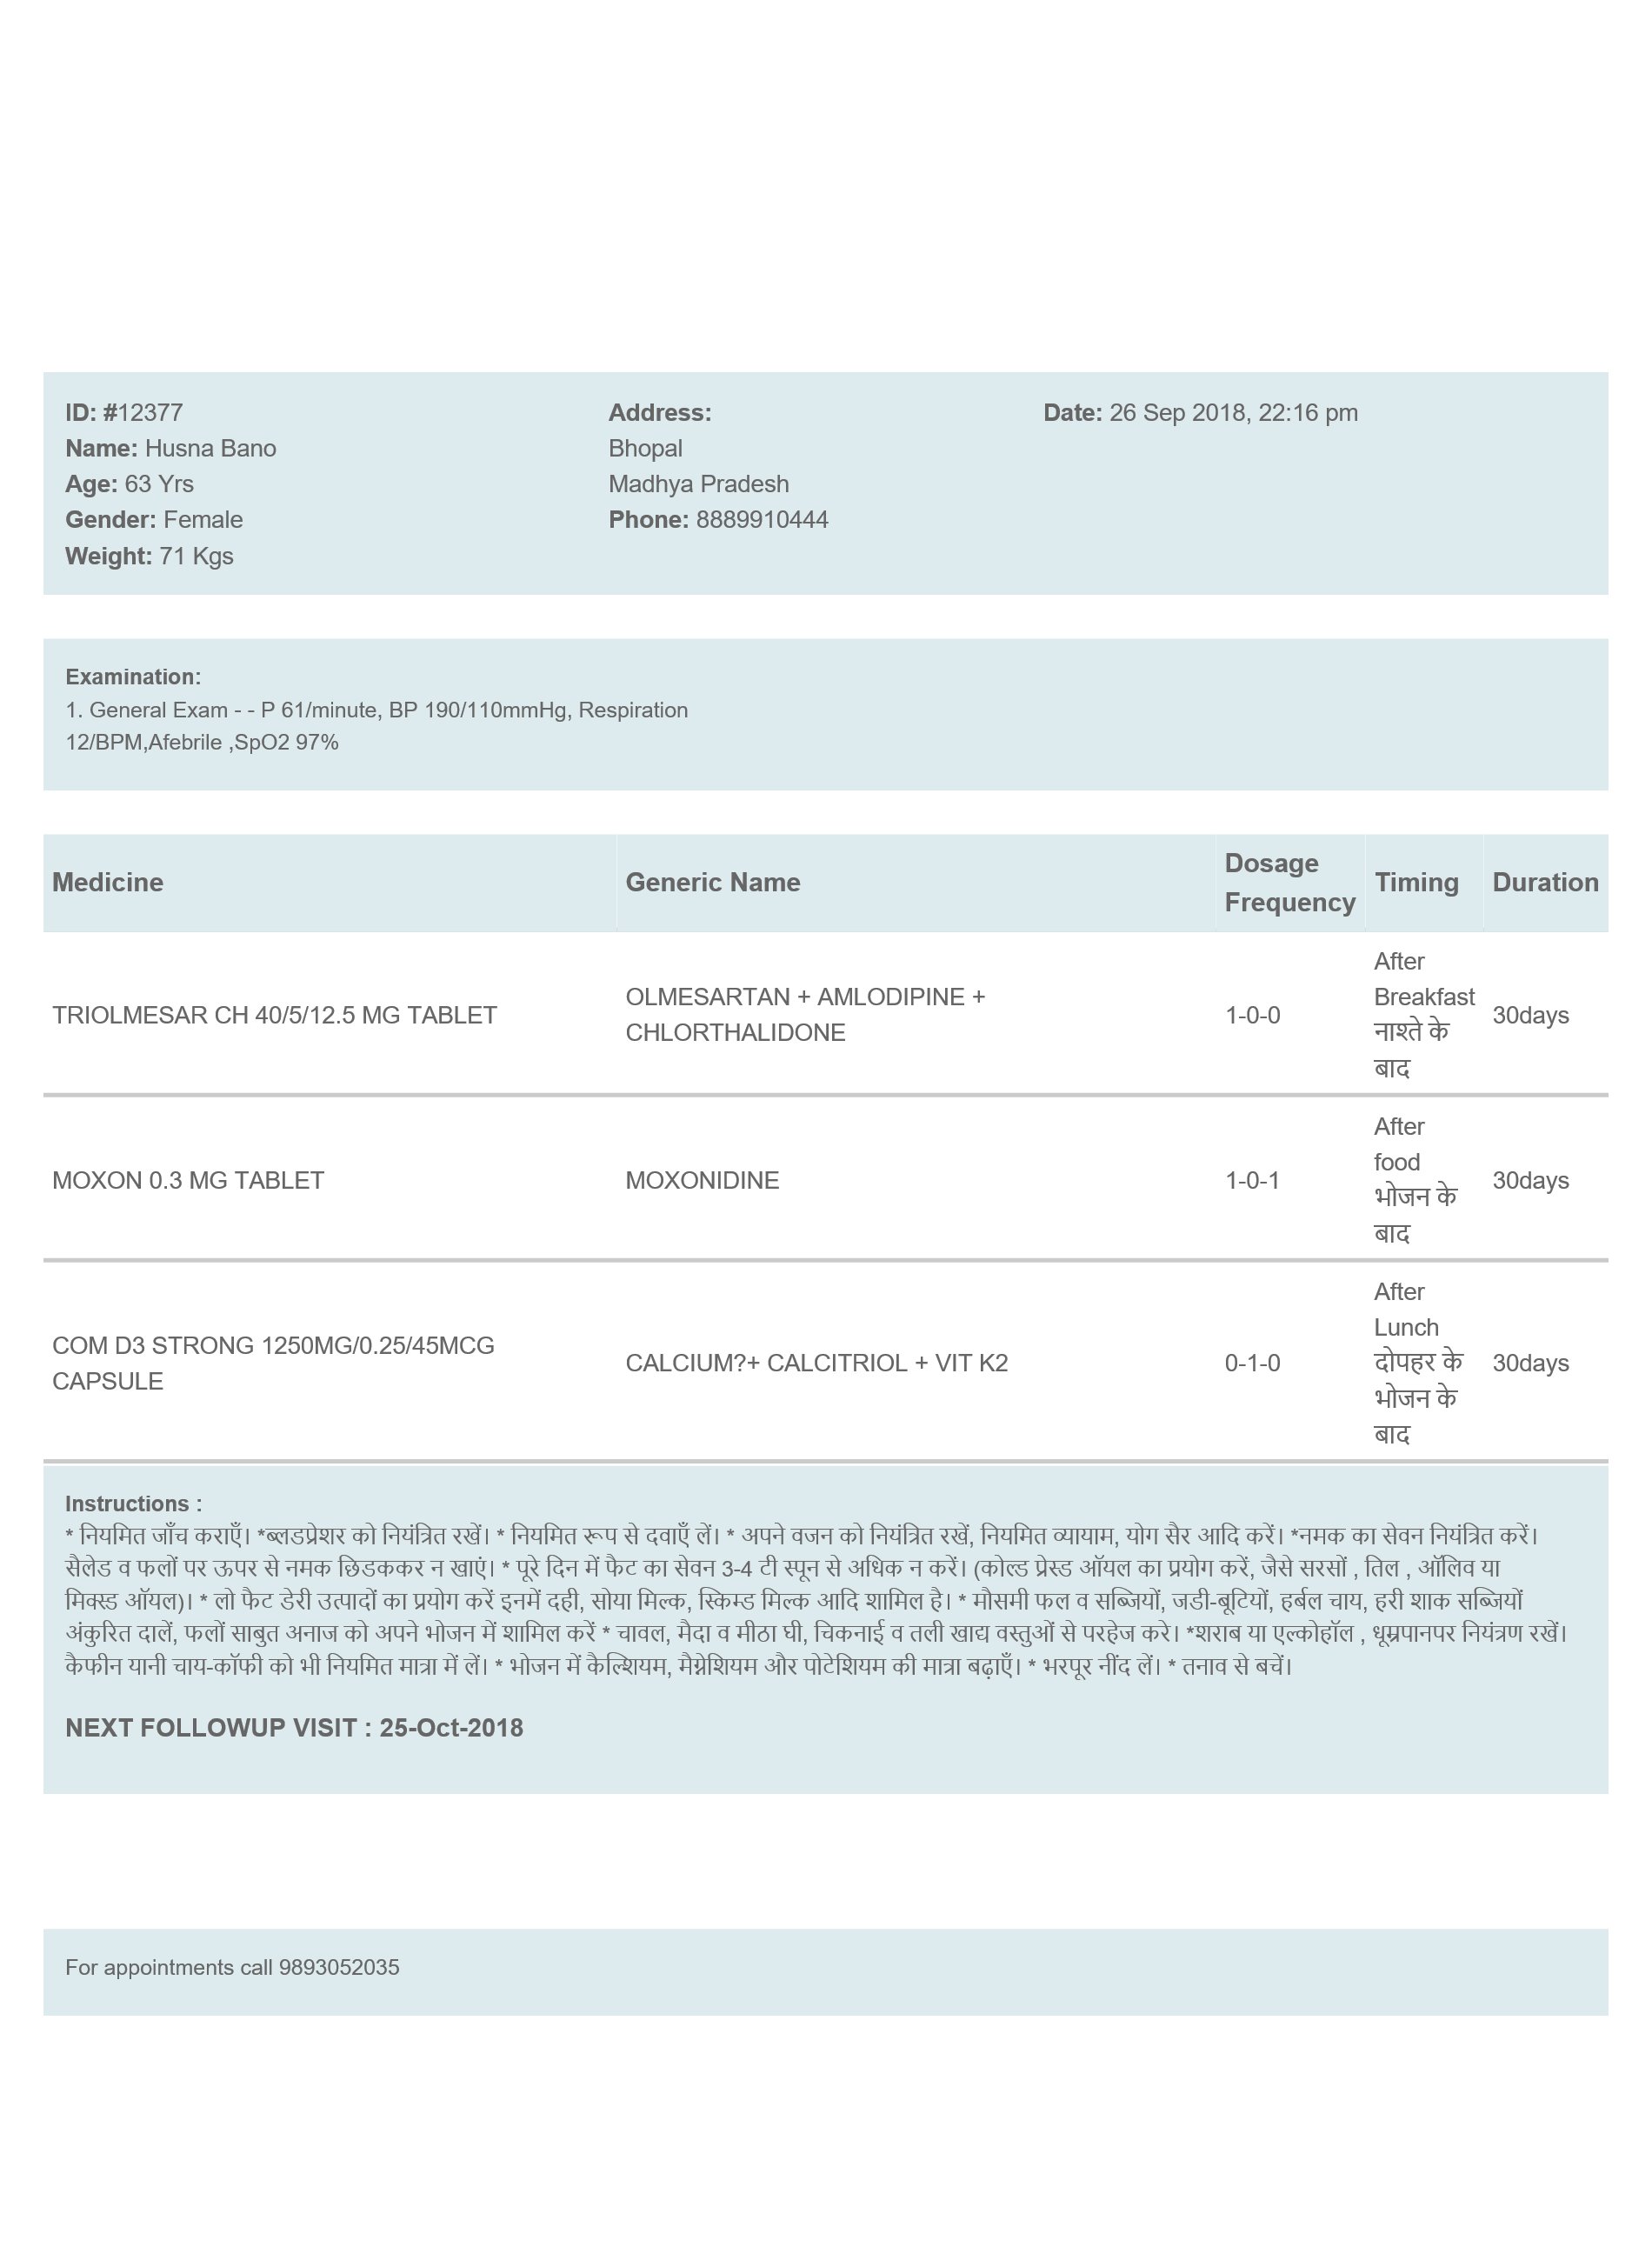 ID: #12377
Name: Husna Bano
Age: 63 Yrs
Gender: Female
Weight: 71 Kgs
Address:
Bhopal
Madhya Pradesh
Phone: 8889910444
Date: 26 Sep 2018, 22:16 pm
Examination:
1. General Exam - - P 61/minute, BP 190/110mmHg, Respiration
12/BPM,Afebrile ,SpO2 97%
Medicine
Generic Name
Dosage
Frequency
Timing
Duration
TRIOLMESAR CH 40/5/12.5 MG TABLET
OLMESARTAN + AMLODIPINE +
CHLORTHALIDONE
1-0-0
After
Breakfast
नाश्ते के
बाद
30days
MOXON 0.3 MG TABLET
MOXONIDINE
1-0-1
After
food
भोजन के
बाद
30days
COM D3 STRONG 1250MG/0.25/45MCG
CAPSULE
CALCIUM?+ CALCITRIOL + VIT K2
0-1-0
After
Lunch
दोपहर के
भोजन के
बाद
30days
Instructions :
* नियमित जाँच कराएँ। *ब्लडप्रेशर को नियंत्रित रखें। * नियमित रूप से दवाएँ लें। * अपने वजन को नियंत्रित रखें, नियमित व्यायाम, योग सैर आदि करें। *नमक का सेवन नियंत्रित करें।
सैलेड व फलों पर ऊपर से नमक छिडककर न खाएं। * पूरे दिन में फैट का सेवन 3-4 टी स्पून से अधिक न करें। (कोल्ड प्रेस्ड ऑयल का प्रयोग करें, जैसे सरसों , तिल , ऑलिव या
मिक्स्ड ऑयल)। * लो फैट डेरी उत्पादों का प्रयोग करें इनमें दही, सोया मिल्क, स्किम्ड मिल्क आदि शामिल है। * मौसमी फल व सब्जियों, जडी-बूटियों, हर्बल चाय, हरी शाक सब्जियों
अंकुरित दालें, फलों साबुत अनाज को अपने भोजन में शामिल करें * चावल, मैदा व मीठा घी, चिकनाई व तली खाद्य वस्तुओं से परहेज करे। *शराब या एल्कोहॉल , धूम्रपानपर नियंत्रण रखें।
कैफीन यानी चाय-कॉफी को भी नियमित मात्रा में लें। * भोजन में कैल्शियम, मैग्नेशियम और पोटेशियम की मात्रा बढ़ाएँ। * भरपूर नींद लें। * तनाव से बचें।
NEXT FOLLOWUP VISIT : 25-Oct-2018
For appointments call 9893052035